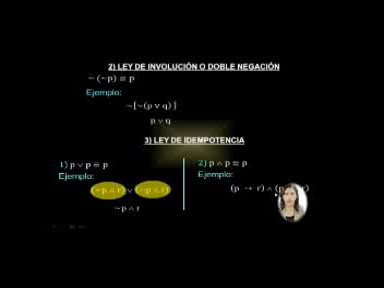 2) LEY DE INVOLUCIÓN O DOBLE NEGACIÓN
~ (~p) ≡ p
Ejemplo:
~[~(p ∨ q)]
p ∨ q
3) LEY DE IDEMPOTENCIA
1) p ∨ p ≡ p
Ejemplo:
(~p ∧ r) ∨ (~p ∧ r)
~p ∧ r
2) p ∧ p ≡ p
Ejemplo:
(p → r) ∧ (p r)